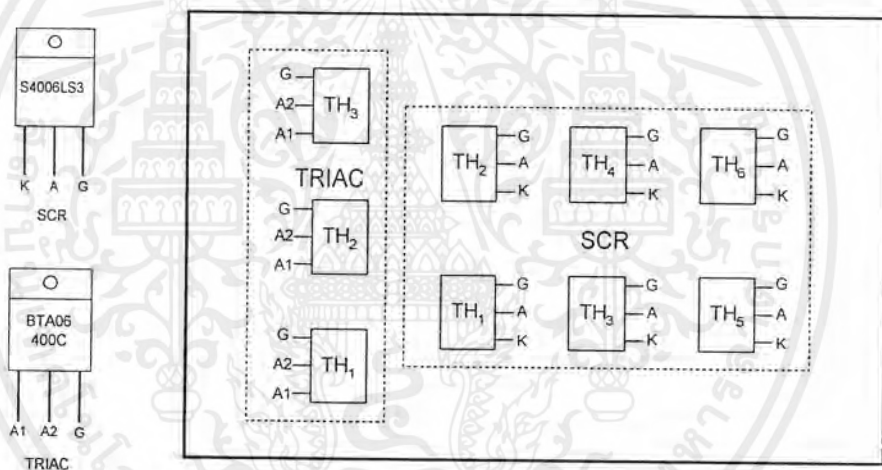 S4006LS3
K A G
SCR
BTA06
400C
A1 A2 G
TRIAC
G
A2
A1
TH3
TRIAC
G
A2
A1
TH2
G
A2
A1
TH1
TH2
G
A
K
TH4
G
A
K
TH6
G
A
K
SCR
TH1
G
A
K
TH3
G
A
K
TH5
G
A
K